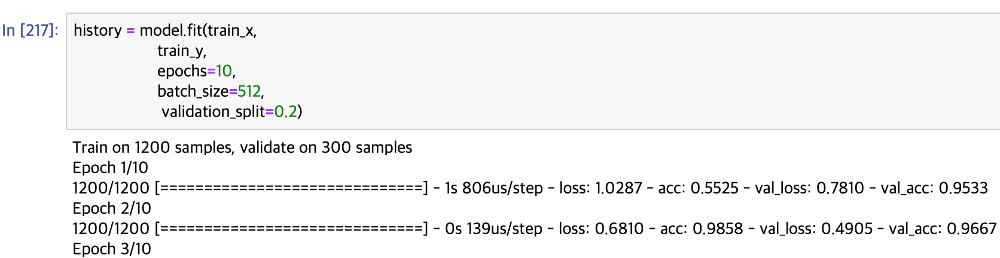 In [217]: history = model.fit(train_x,
train_y,
epochs=10,
batch_size=512,
validation_split=0.2)
Train on 1200 samples, validate on 300 samples
Epoch 1/10
1200/1200 [==============================] - 1s 806us/step - loss: 1.0287 - acc: 0.5525 - val_loss: 0.7810 - val_acc: 0.9533
Epoch 2/10
1200/1200 [==============================] - 0s 139us/step - loss: 0.6810 - acc: 0.9858 - val_loss: 0.4905 - val_acc: 0.9667
Epoch 3/10